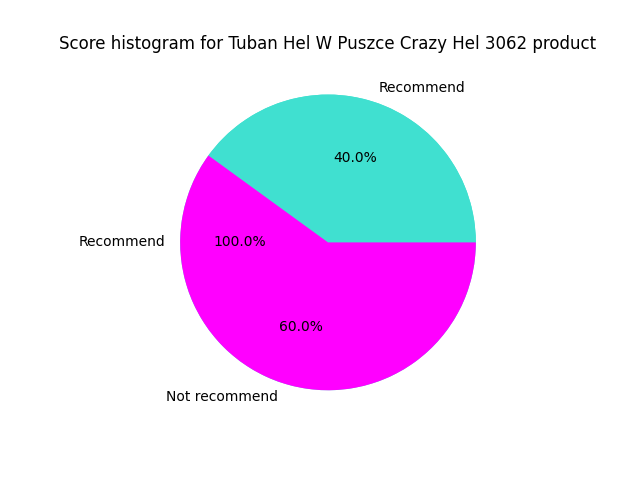 Score histogram for Tuban Hel W Puszce Crazy Hel 3062 product
Recommend
40.0%
Recommend
100.0%
60.0%
Not recommend